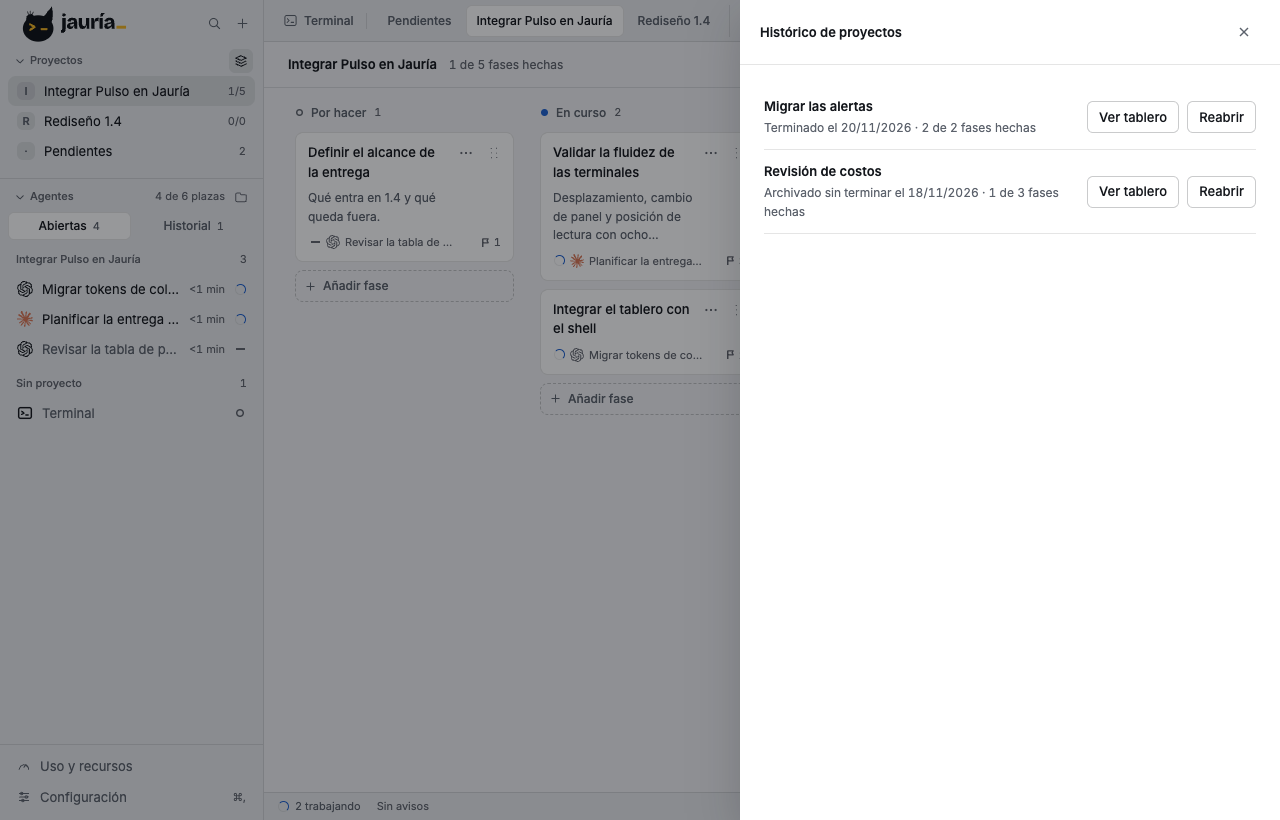 jauría_
Proyectos
I Integrar Pulso en Jauría 1/5
R Rediseño 1.4 0/0
· Pendientes 2
Agentes 4 de 6 plazas
Abiertas 4 Historial 1
Integrar Pulso en Jauría 3
Migrar tokens de col... <1 min
Planificar la entrega ... <1 min
Revisar la tabla de p... <1 min
Sin proyecto 1
Terminal
Uso y recursos
Configuración ⌘,
Terminal Pendientes Integrar Pulso en Jauría Rediseño 1.4
Integrar Pulso en Jauría 1 de 5 fases hechas
Por hacer 1
Definir el alcance de
la entrega
Qué entra en 1.4 y qué
queda fuera.
Revisar la tabla de ... 1
+ Añadir fase
En curso 2
Validar la fluidez de
las terminales
Desplazamiento, cambio
de panel y posición de
lectura con ocho...
Planificar la entrega...
Integrar el tablero con
el shell
Migrar tokens de co...
+ Añadir fase
2 trabajando Sin avisos
Histórico de proyectos
Migrar las alertas
Terminado el 20/11/2026 · 2 de 2 fases hechas
Ver tablero Reabrir
Revisión de costos
Archivado sin terminar el 18/11/2026 · 1 de 3 fases
hechas
Ver tablero Reabrir